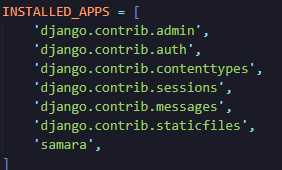 INSTALLED_APPS = [
    'django.contrib.admin',
    'django.contrib.auth',
    'django.contrib.contenttypes',
    'django.contrib.sessions',
    'django.contrib.messages',
    'django.contrib.staticfiles',
    'samara',
]